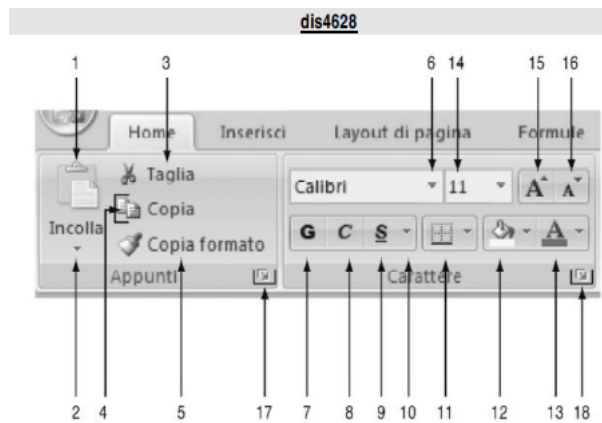 dis4628
1 3 6 14 15 16
Home Inserisci Layout di pagina Formule
Taglia
Calibri 11 A A
Copia
Incolla
G C S A
Copia formato
Appunti Carattere
2 4 5 17 7 8 9 10 11 12 13 18